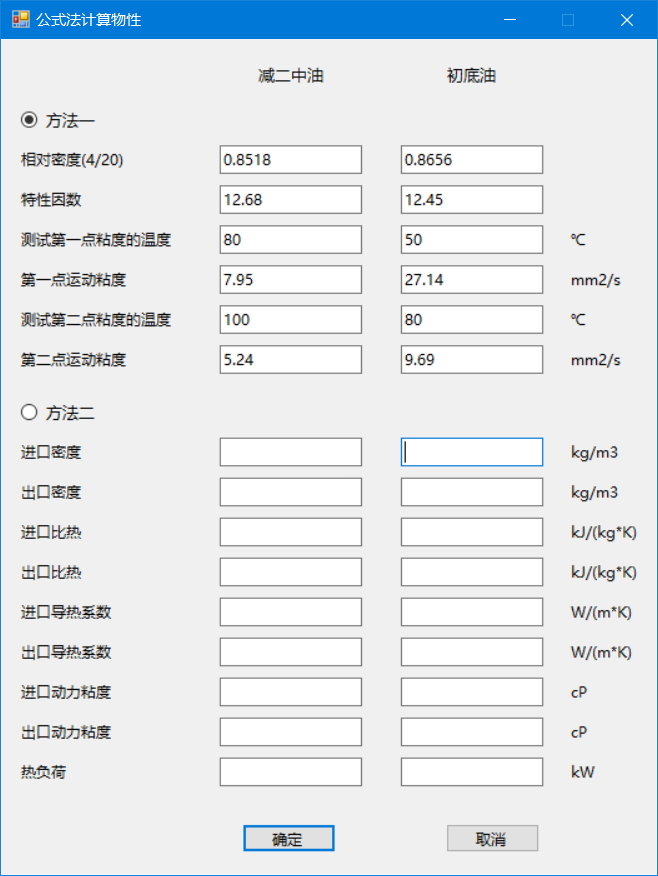 公式法计算物性
减二中油 初底油
方法一
相对密度(4/20) 0.8518 0.8656
特性因数 12.68 12.45
测试第一点粘度的温度 80 50 ℃
第一点运动粘度 7.95 27.14 mm2/s
测试第二点粘度的温度 100 80 ℃
第二点运动粘度 5.24 9.69 mm2/s
方法二
进口密度 kg/m3
出口密度 kg/m3
进口比热 kJ/(kg*K)
出口比热 kJ/(kg*K)
进口导热系数 W/(m*K)
出口导热系数 W/(m*K)
进口动力粘度 cP
出口动力粘度 cP
热负荷 kW
确定 取消